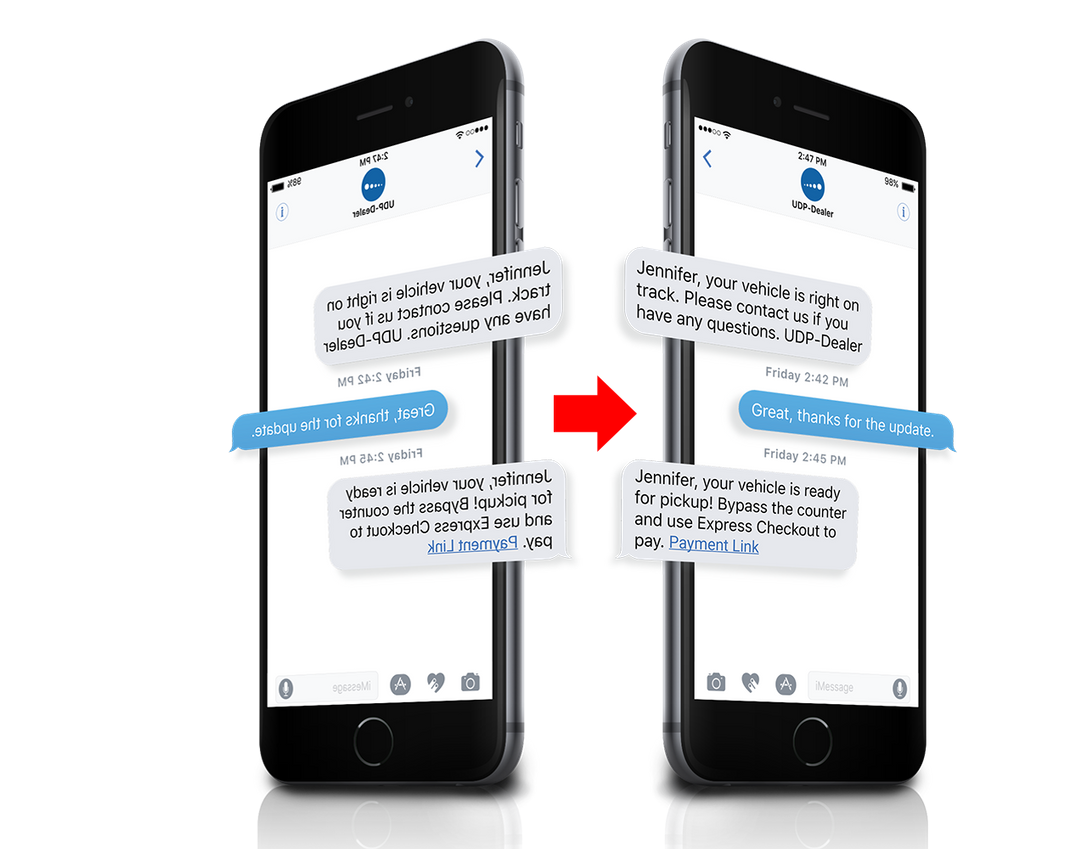 2:47 PM
98%
UDP-Dealer
Jennifer, your vehicle is right on
track. Please contact us if you
have any questions. UDP-Dealer
Friday 2:42 PM
Great, thanks for the update.
Friday 2:45 PM
Jennifer, your vehicle is ready
for pickup! Bypass the counter
and use Express Checkout to
pay. Payment Link
iMessage
2:47 PM
98%
UDP-Dealer
Jennifer, your vehicle is right on
track. Please contact us if you
have any questions. UDP-Dealer
Friday 2:42 PM
Great, thanks for the update.
Friday 2:45 PM
Jennifer, your vehicle is ready
for pickup! Bypass the counter
and use Express Checkout to
pay. Payment Link
iMessage